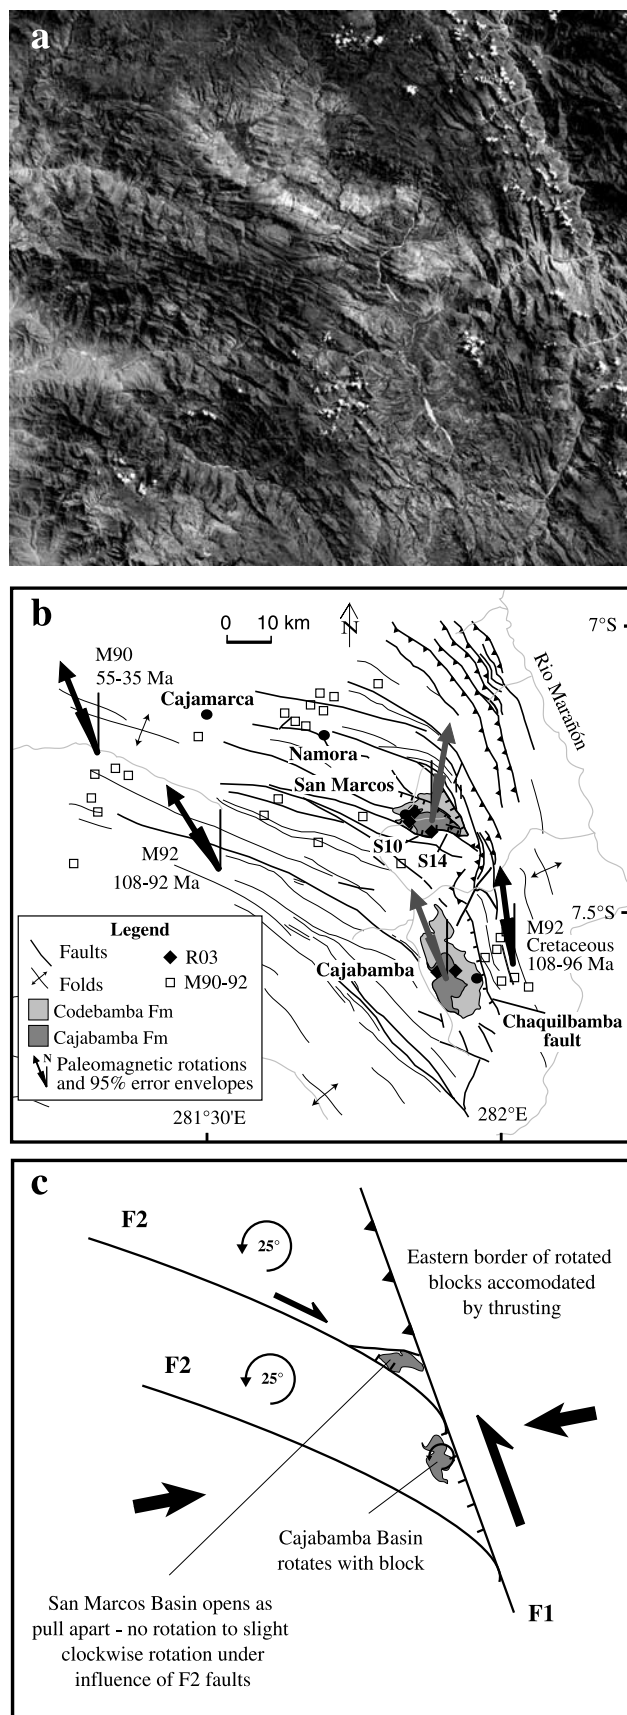 a
b
0 10 km
N
7°S
M90
55-35 Ma
Cajamarca
Rio Marañón
Namora
San Marcos
S10
S14
M92
108-92 Ma
7.5°S
M92
Cretaceous
108-96 Ma
Legend
Faults
R03
Folds
M90-92
Codebamba Fm
Cajabamba Fm
N
Paleomagnetic rotations
and 95% error envelopes
Cajabamba
Chaquilbamba
fault
281°30'E
282°E
c
F2
25°
Eastern border of rotated
blocks accomodated
by thrusting
F2
25°
Cajabamba Basin
rotates with block
San Marcos Basin opens as
pull apart - no rotation to slight
clockwise rotation under
influence of F2 faults
F1